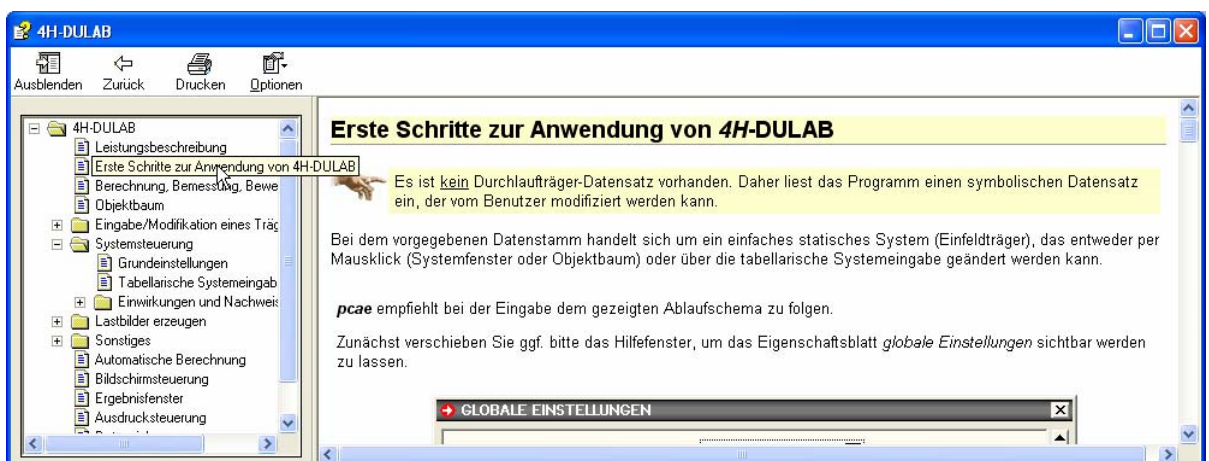 4H-DULAB
Ausblenden Zurück Drucken Optionen
4H-DULAB
Leistungsbeschreibung
Erste Schritte zur Anwendung von 4H-DULAB
Berechnung, Bemessung, Bewe
Objektbaum
Eingabe/Modifikation eines Träg
Systemsteuerung
Grundeinstellungen
Tabellarische Systemeingab
Einwirkungen und Nachweis
Lastbilder erzeugen
Sonstiges
Automatische Berechnung
Bildschirmsteuerung
Ergebnisfenster
Ausdrucksteuerung
Erste Schritte zur Anwendung von 4H-DULAB
Es ist kein Durchlaufträger-Datensatz vorhanden. Daher liest das Programm einen symbolischen Datensatz
ein, der vom Benutzer modifiziert werden kann.
Bei dem vorgegebenen Datenstamm handelt sich um ein einfaches statisches System (Einfeldträger), das entweder per
Mausklick (Systemfenster oder Objektbaum) oder über die tabellarische Systemeingabe geändert werden kann.
pcae empfiehlt bei der Eingabe dem gezeigten Ablaufschema zu folgen.
Zunächst verschieben Sie ggf. bitte das Hilfefenster, um das Eigenschaftsblatt globale Einstellungen sichtbar werden
zu lassen.
GLOBALE EINSTELLUNGEN